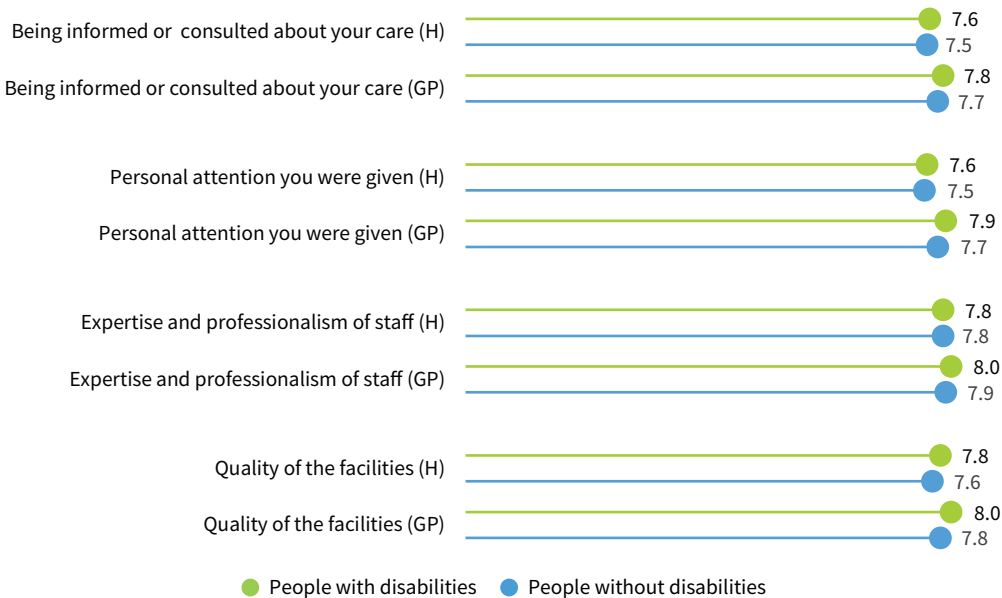 Being informed or consulted about your care (H)
7.6
7.5
Being informed or consulted about your care (GP)
7.8
7.7
Personal attention you were given (H)
7.6
7.5
Personal attention you were given (GP)
7.9
7.7
Expertise and professionalism of staff (H)
7.8
7.8
Expertise and professionalism of staff (GP)
8.0
7.9
Quality of the facilities (H)
7.8
7.6
Quality of the facilities (GP)
8.0
7.8
People with disabilities
People without disabilities